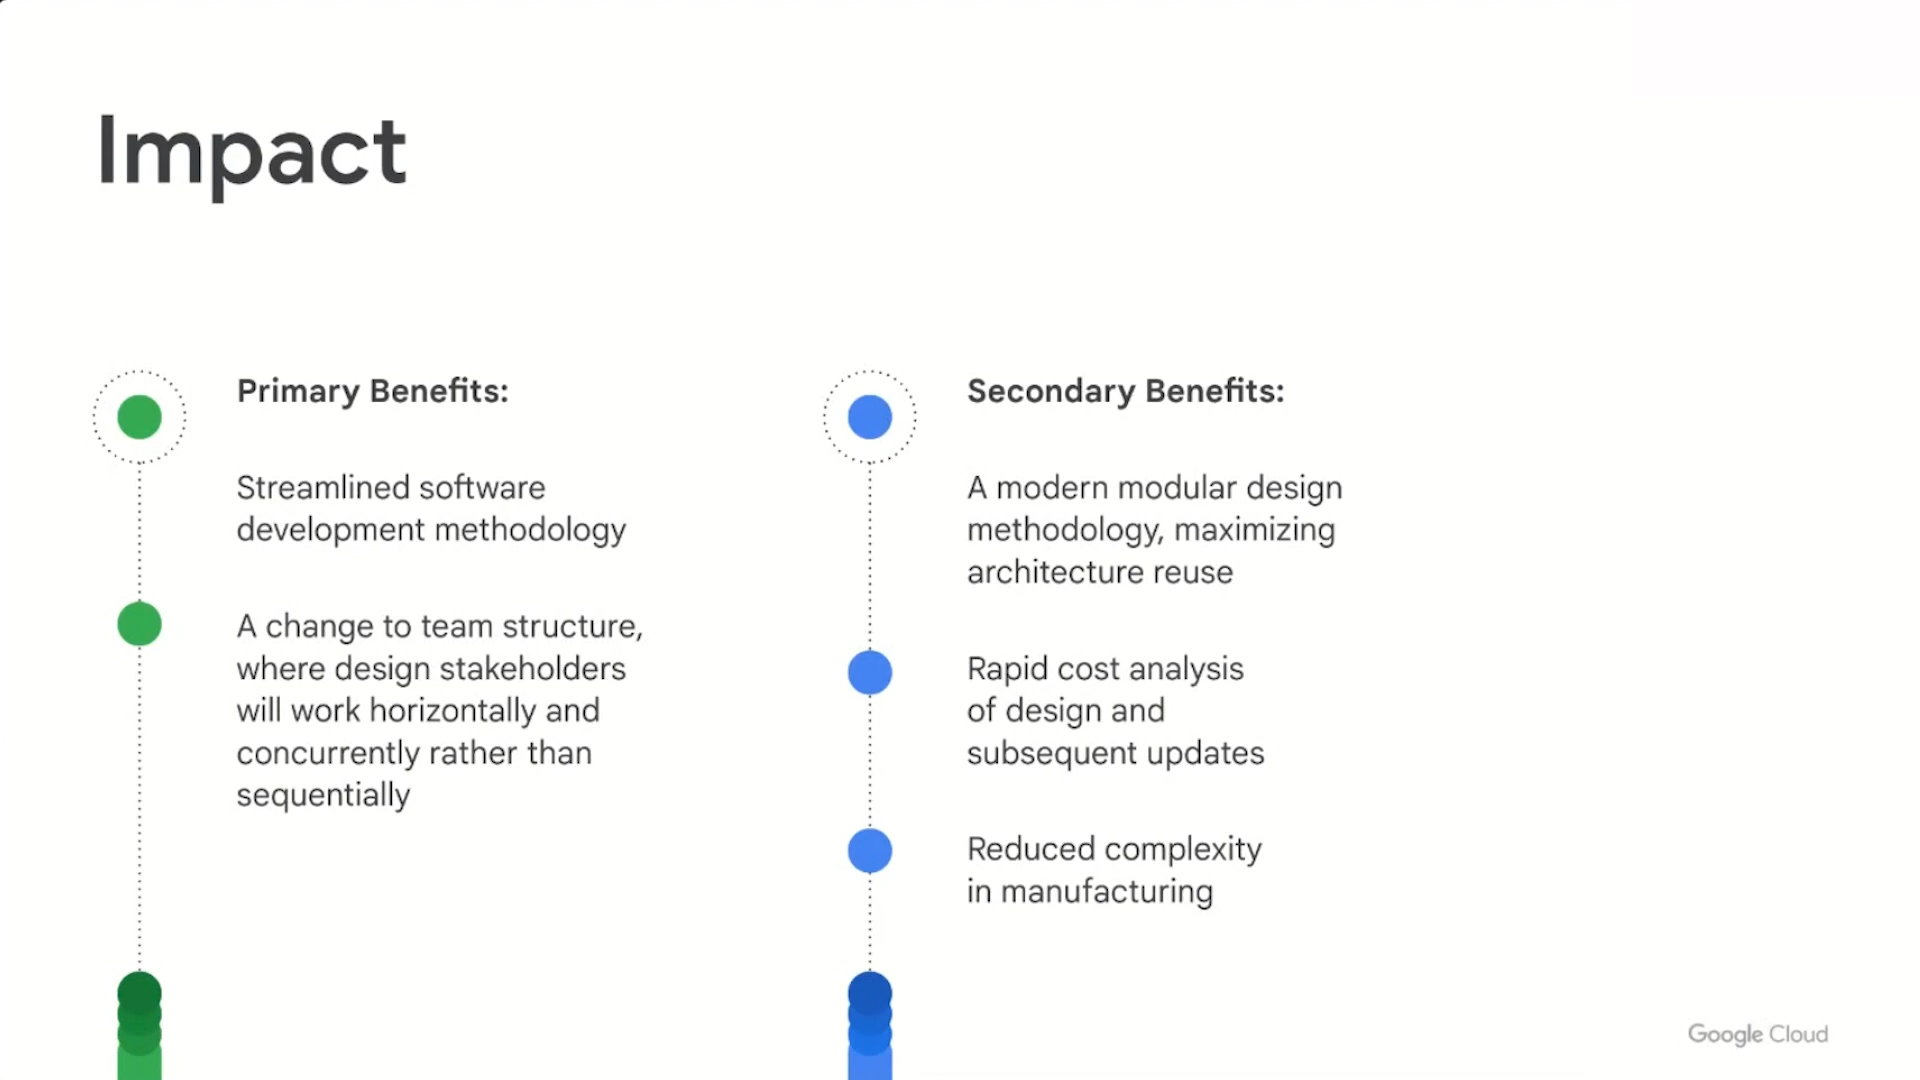 Impact
Primary Benefits:
Streamlined software
development methodology
A change to team structure,
where design stakeholders
will work horizontally and
concurrently rather than
sequentially
Secondary Benefits:
A modern modular design
methodology, maximizing
architecture reuse
Rapid cost analysis
of design and
subsequent updates
Reduced complexity
in manufacturing
Google Cloud